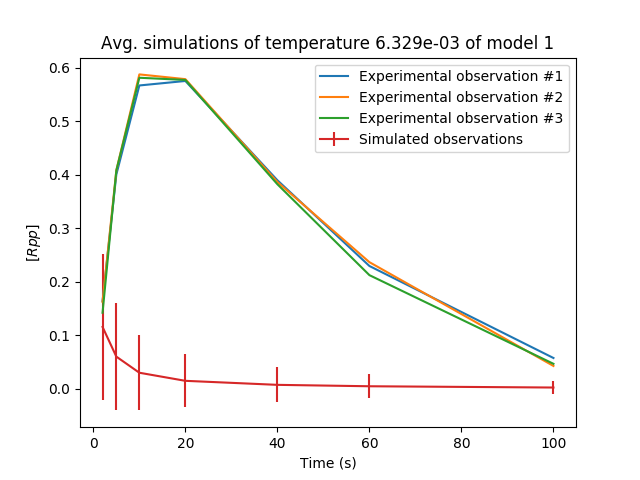 Avg. simulations of temperature 6.329e-03 of model 1
Experimental observation #1
Experimental observation #2
Experimental observation #3
Simulated observations
[Rpp]
0.6
0.5
0.4
0.3
0.2
0.1
0.0
0 20 40 60 80 100
Time (s)